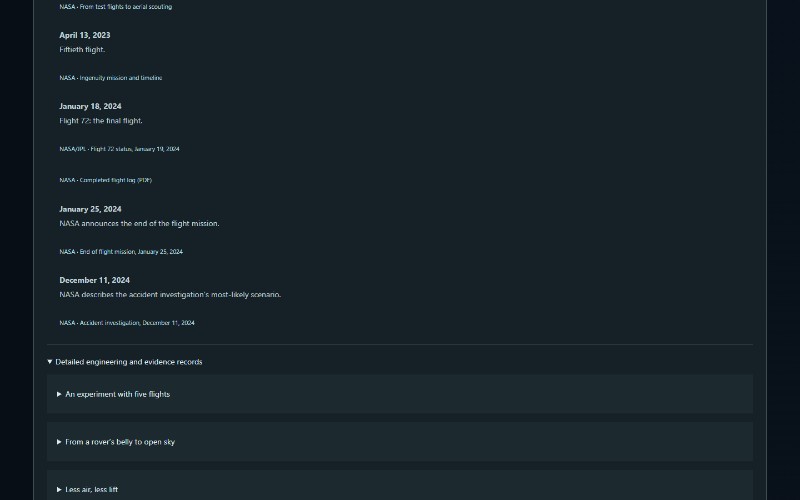 NASA · From test flights to aerial scouting
April 13, 2023
Fiftieth flight.
NASA · Ingenuity mission and timeline
January 18, 2024
Flight 72: the final flight.
NASA/JPL · Flight 72 status, January 19, 2024
NASA · Completed flight log (PDF)
January 25, 2024
NASA announces the end of the flight mission.
NASA · End of flight mission, January 25, 2024
December 11, 2024
NASA describes the accident investigation's most-likely scenario.
NASA · Accident investigation, December 11, 2024
▼ Detailed engineering and evidence records
▶ An experiment with five flights
▶ From a rover's belly to open sky
▶ Less air, less lift